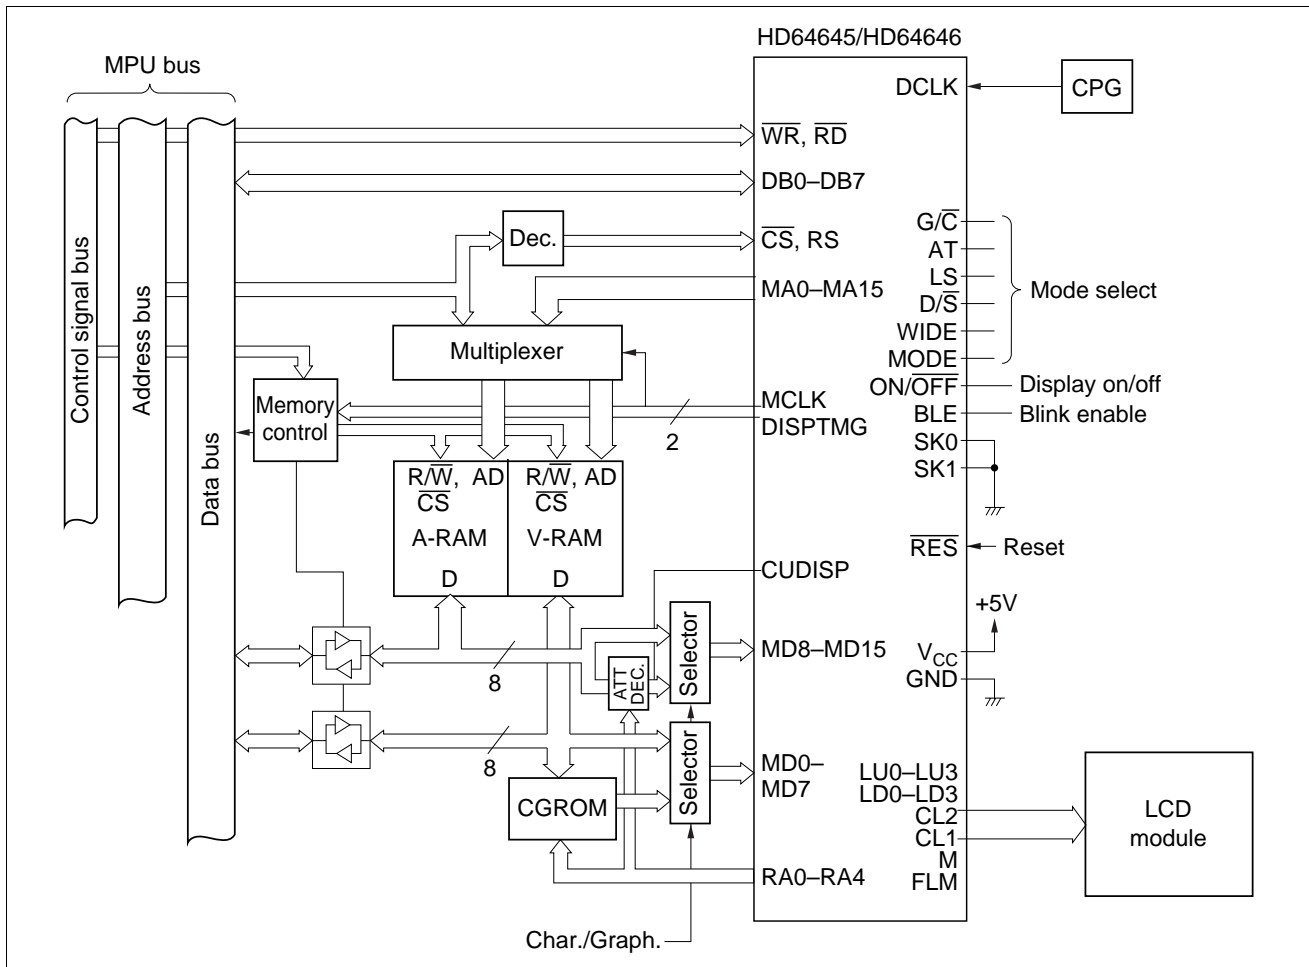 HD64645/HD64646
MPU bus
DCLK
CPG
WR, RD
DB0–DB7
G/C
Dec.
CS, RS
AT
LS
MA0–MA15
Mode select
D/S
WIDE
Multiplexer
MODE
Control signal bus
Address bus
Data bus
ON/OFF
Display on/off
Memory
control
MCLK
BLE
Blink enable
DISPTMG
2
SK0
SK1
R/W, AD
CS
R/W, AD
CS
A-RAM
V-RAM
RES
Reset
D
D
CUDISP
+5V
Selector
MD8–MD15
VCC
8
ATT
DEC.
GND
Selector
8
MD0–
MD7
LU0–LU3
LD0–LD3
CGROM
CL2
LCD
module
CL1
M
RA0–RA4
FLM
Char./Graph.